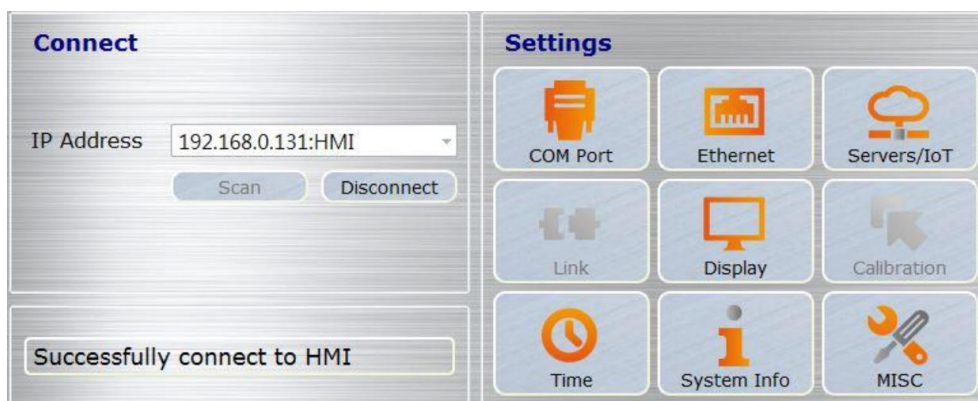 Connect
IP Address
192.168.0.131:HMI
Scan
Disconnect
Successfully connect to HMI
Settings
COM Port
Ethernet
Servers/IoT
Link
Display
Calibration
Time
System Info
MISC